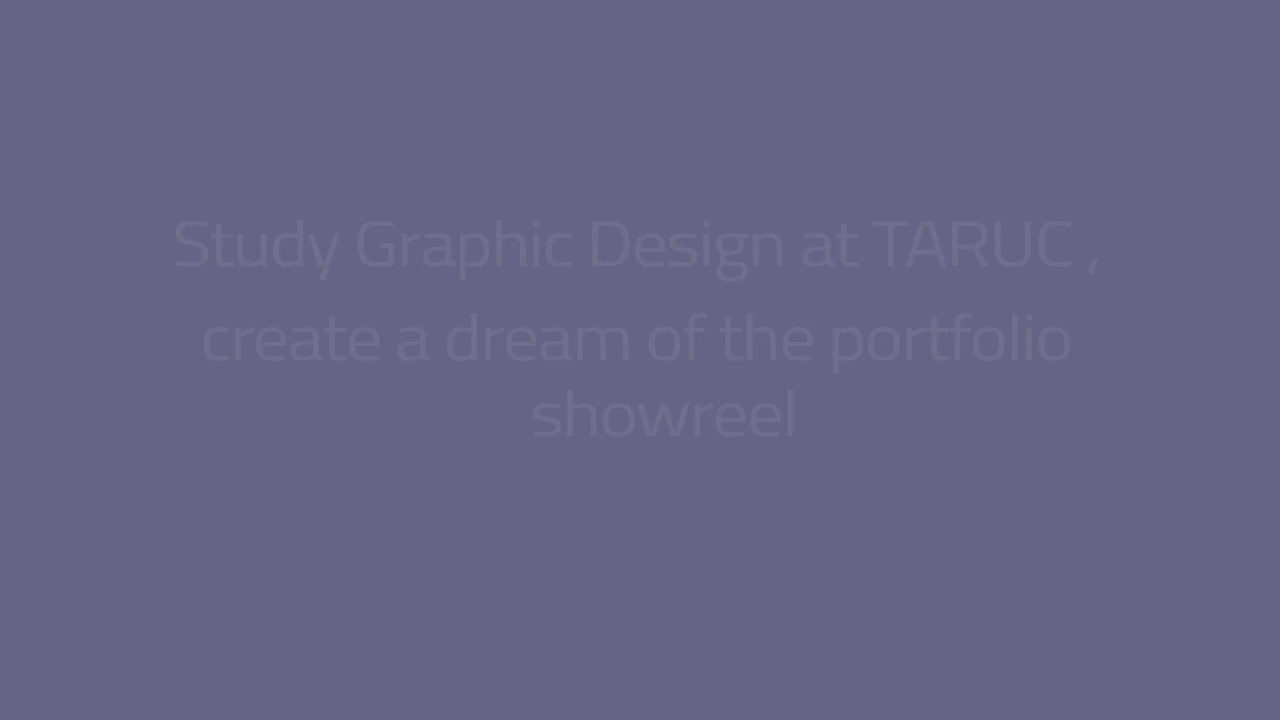 Study Graphic Design at TARUC ,
create a dream of the portfolio
showreel